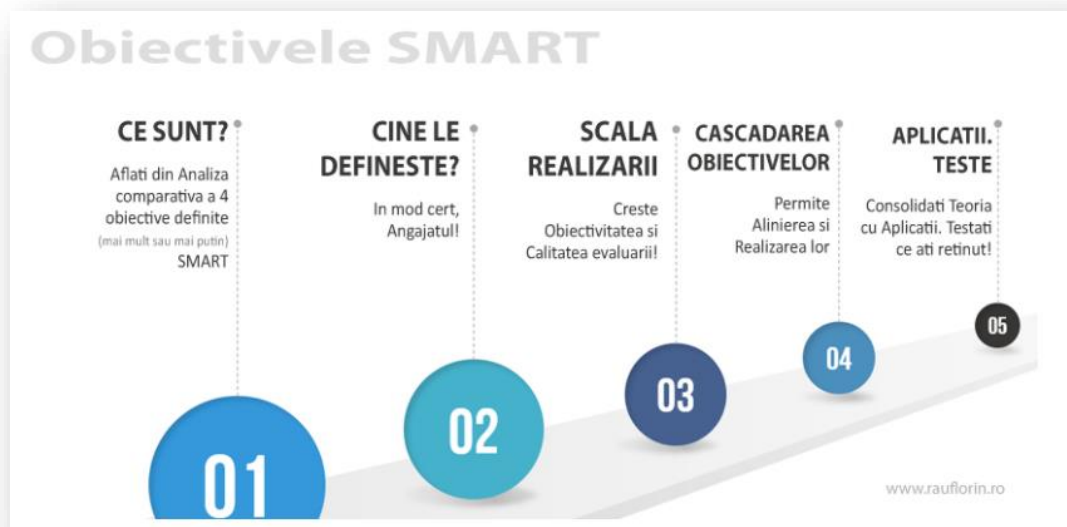 Obiectivele SMART
CE SUNT?
Aflati din Analiza
comparativa a 4
obiective definite
(mai mult sau mai putin)
SMART
CINE LE
DEFINESTE?
In mod cert,
Angajatul!
SCALA
REALIZARII
Creste
Obiectivitatea si
Calitatea evaluarii!
CASCADAREA
OBIECTIVELOR
Permite
Alinierea si
Realizarea lor
APLICATII.
TESTE
Consolidati Teoria
cu Aplicatii. Testati
ce ati retinut!
01
02
03
04
05
www.rauflorin.ro